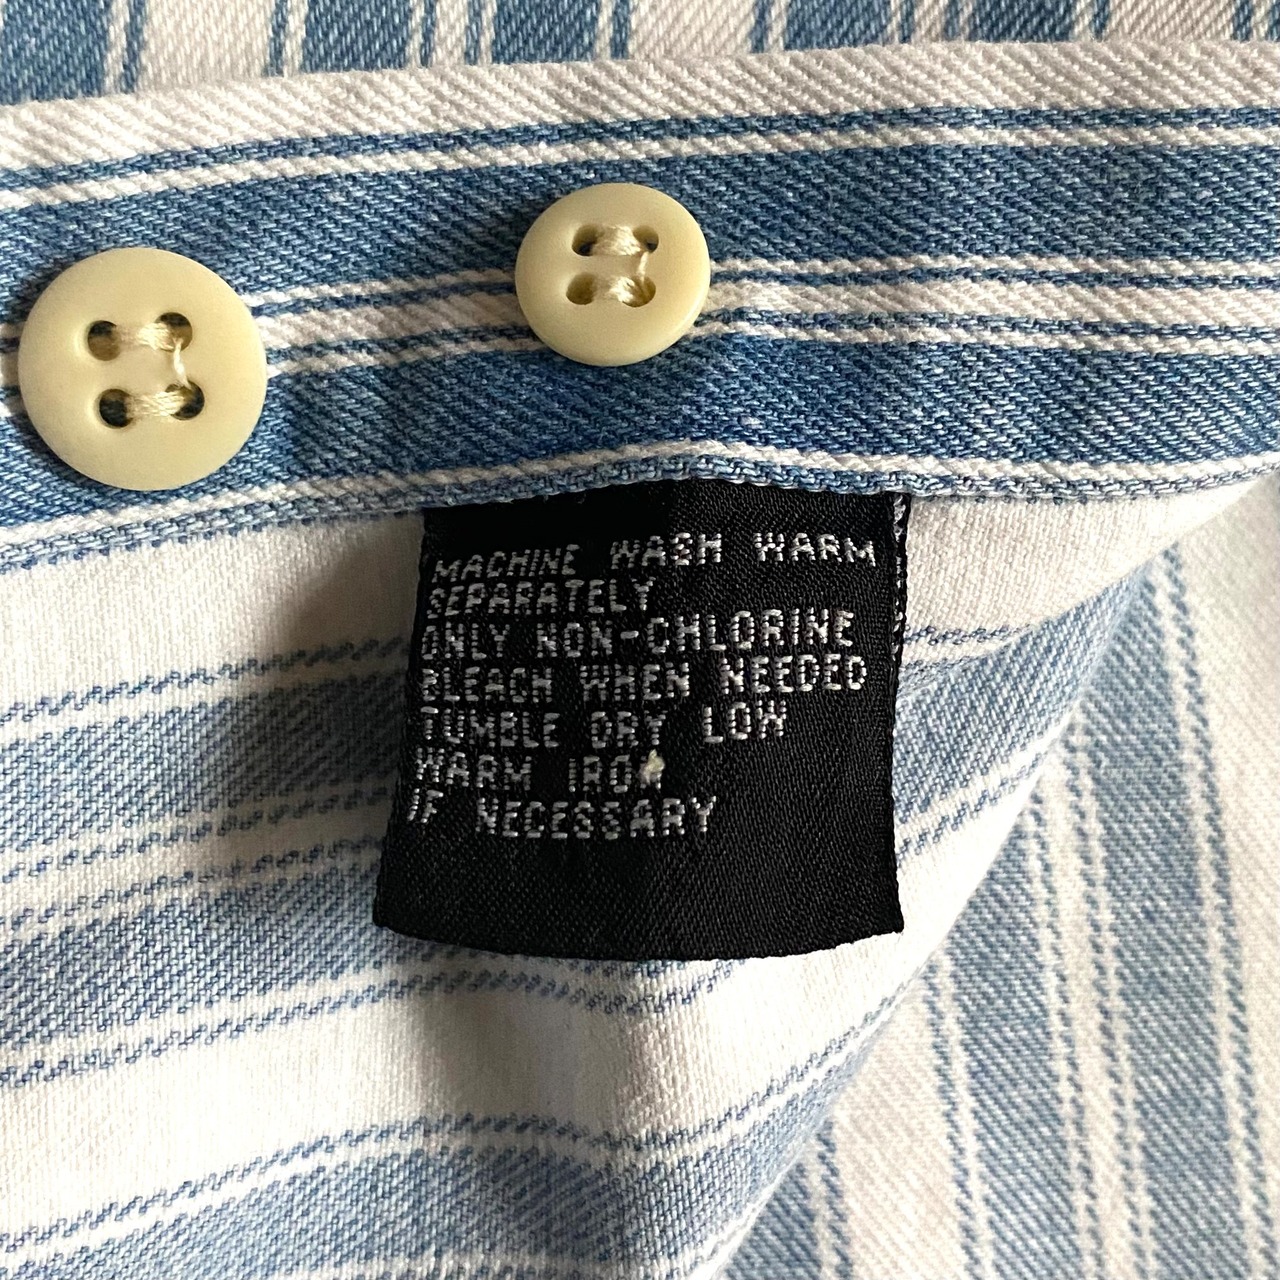 MACHINE WASH WARM
SEPARATELY
ONLY NON-CHLORINE
BLEACH WHEN NEEDED
TUMBLE DRY LOW
WARM IRON
IF NECESSARY